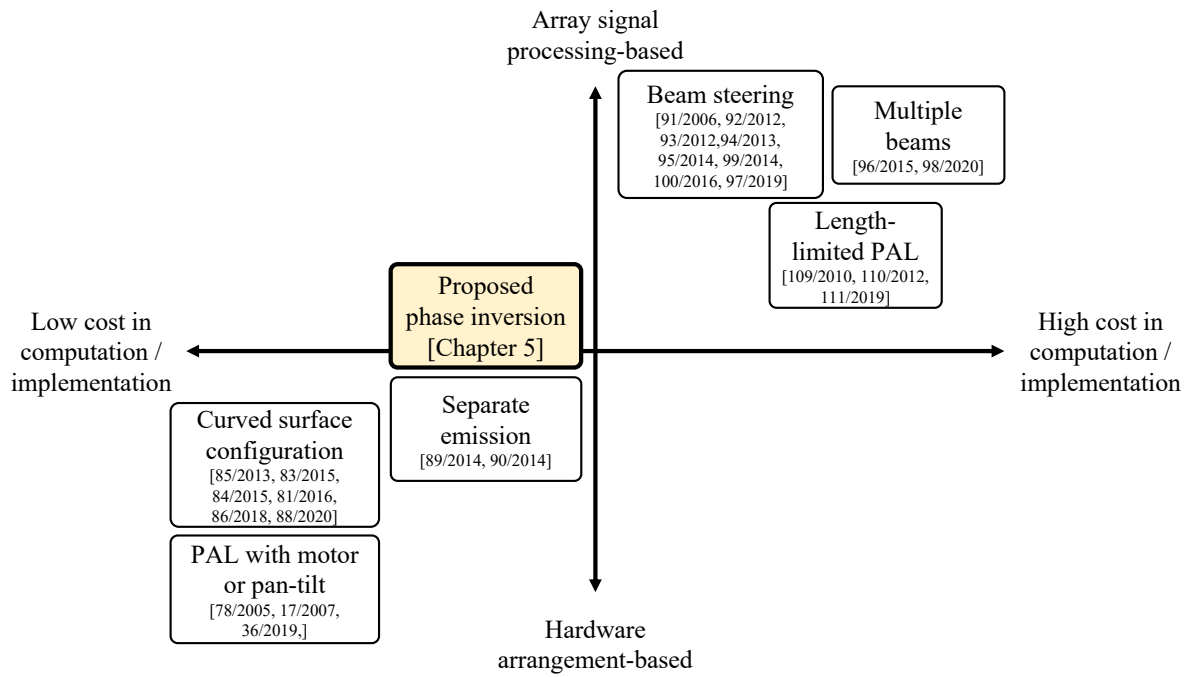 Array signal
processing-based
Beam steering
[91/2006, 92/2012,
93/2012,94/2013,
95/2014, 99/2014,
100/2016, 97/2019]
Multiple
beams
[96/2015, 98/2020]
Length-
limited PAL
[109/2010, 110/2012,
111/2019]
Proposed
phase inversion
[Chapter 5]
Low cost in
computation /
implementation
High cost in
computation /
implementation
Separate
emission
[89/2014, 90/2014]
Curved surface
configuration
[85/2013, 83/2015,
84/2015, 81/2016,
86/2018, 88/2020]
PAL with motor
or pan-tilt
[78/2005, 17/2007,
36/2019,]
Hardware
arrangement-based